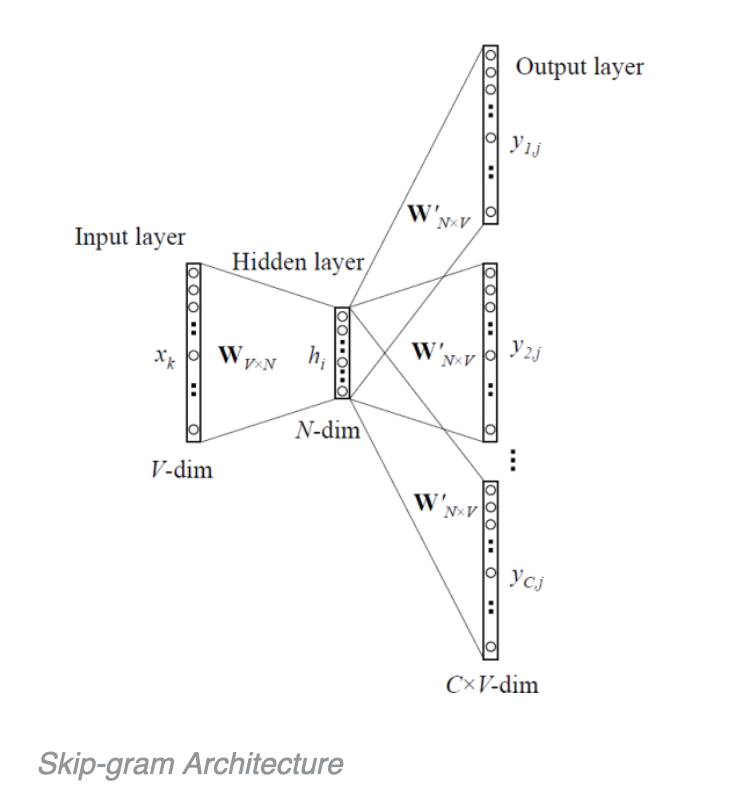 Output layer
y1,j
W'N×V
Input layer
Hidden layer
xk
WV×N
hi
W'N×V
y2,j
N-dim
V-dim
W'N×V
yC,j
C×V-dim
Skip-gram Architecture